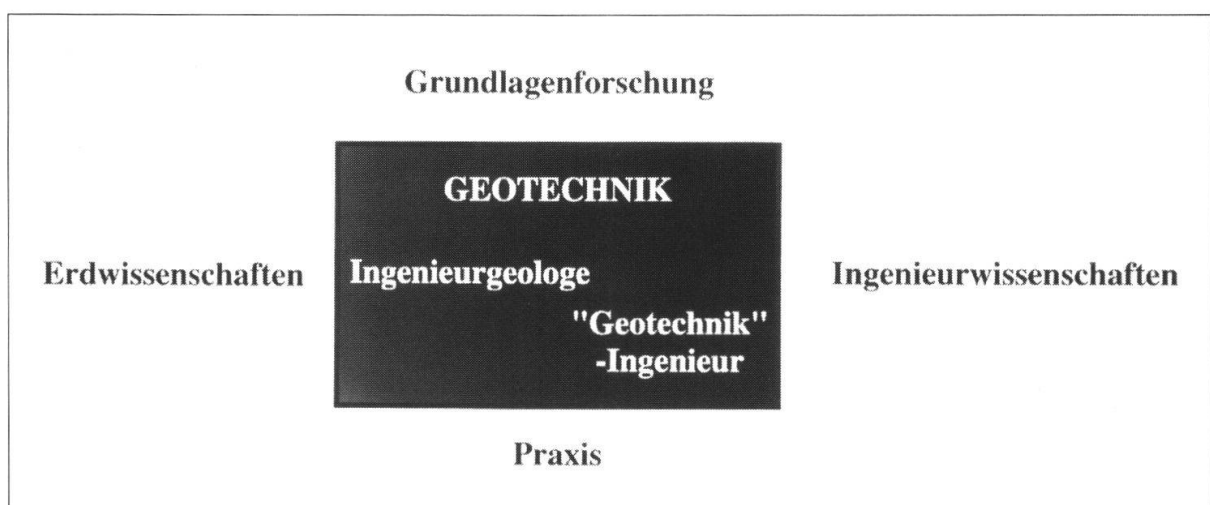 Grundlagenforschung
GEOTECHNIK
Erdwissenschaften
Ingenieurgeologe
Ingenieurwissenschaften
"Geotechnik"
-Ingenieur
Praxis